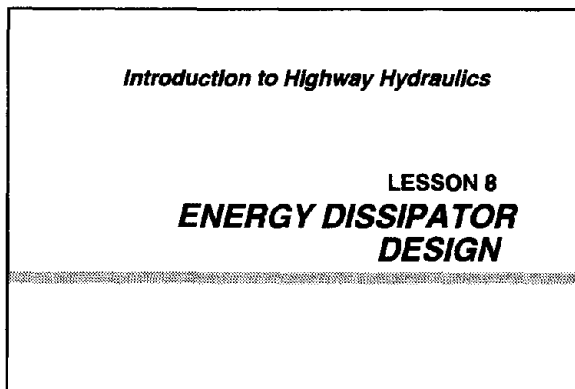 Introduction to Highway Hydraulics
LESSON 8
ENERGY DISSIPATOR
DESIGN